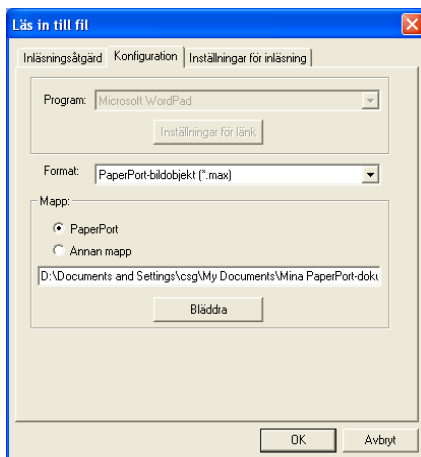 Läs in till fil
Inläsningsåtgärd Konfiguration Inställningar för inläsning
Program: Microsoft WordPad
Inställningar för länk
Format: PaperPort-bildobjekt (*.max)
Mapp:
PaperPort
Annan mapp
D:\Documents and Settings\csg\My Documents\Mina PaperPort-doku
Bläddra
OK Avbryt